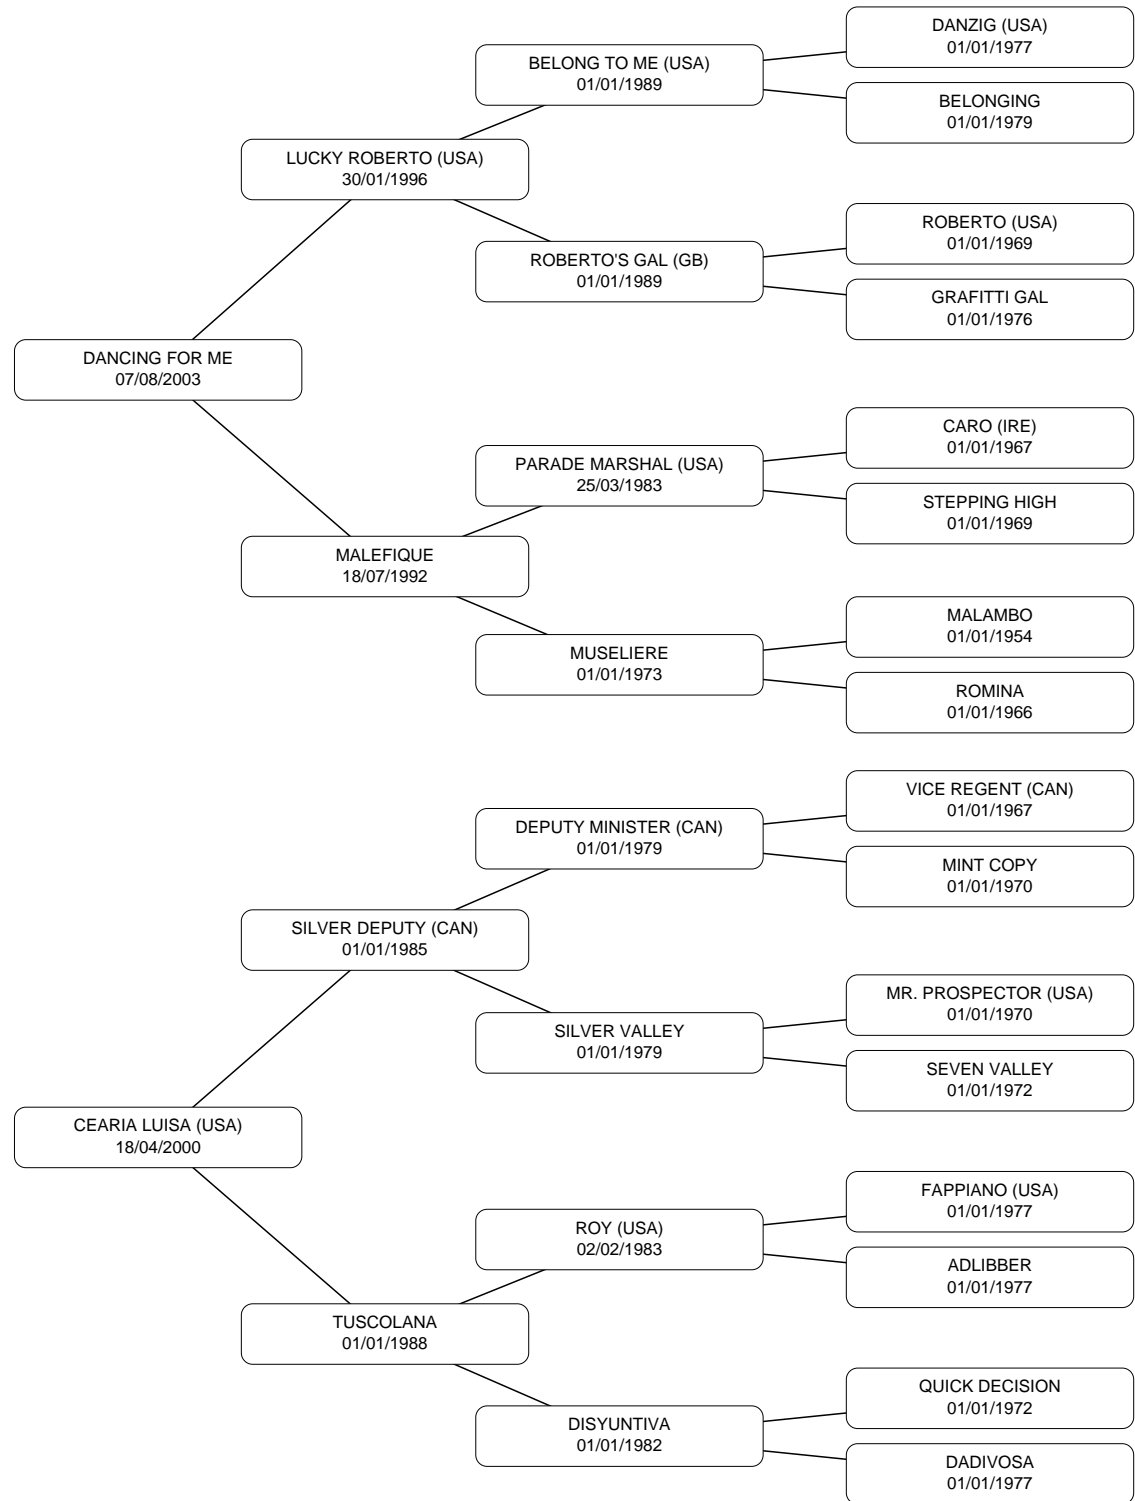 DANZIG (USA)
01/01/1977
BELONG TO ME (USA)
01/01/1989
BELONGING
01/01/1979
LUCKY ROBERTO (USA)
30/01/1996
ROBERTO (USA)
01/01/1969
ROBERTO'S GAL (GB)
01/01/1989
GRAFITTI GAL
01/01/1976
DANCING FOR ME
07/08/2003
CARO (IRE)
01/01/1967
PARADE MARSHAL (USA)
25/03/1983
STEPPING HIGH
01/01/1969
MALEFIQUE
18/07/1992
MALAMBO
01/01/1954
MUSELIERE
01/01/1973
ROMINA
01/01/1966
VICE REGENT (CAN)
01/01/1967
DEPUTY MINISTER (CAN)
01/01/1979
MINT COPY
01/01/1970
SILVER DEPUTY (CAN)
01/01/1985
MR. PROSPECTOR (USA)
01/01/1970
SILVER VALLEY
01/01/1979
SEVEN VALLEY
01/01/1972
CEARIA LUISA (USA)
18/04/2000
FAPPIANO (USA)
01/01/1977
ROY (USA)
02/02/1983
ADLIBBER
01/01/1977
TUSCOLANA
01/01/1988
QUICK DECISION
01/01/1972
DISYUNTIVA
01/01/1982
DADIVOSA
01/01/1977